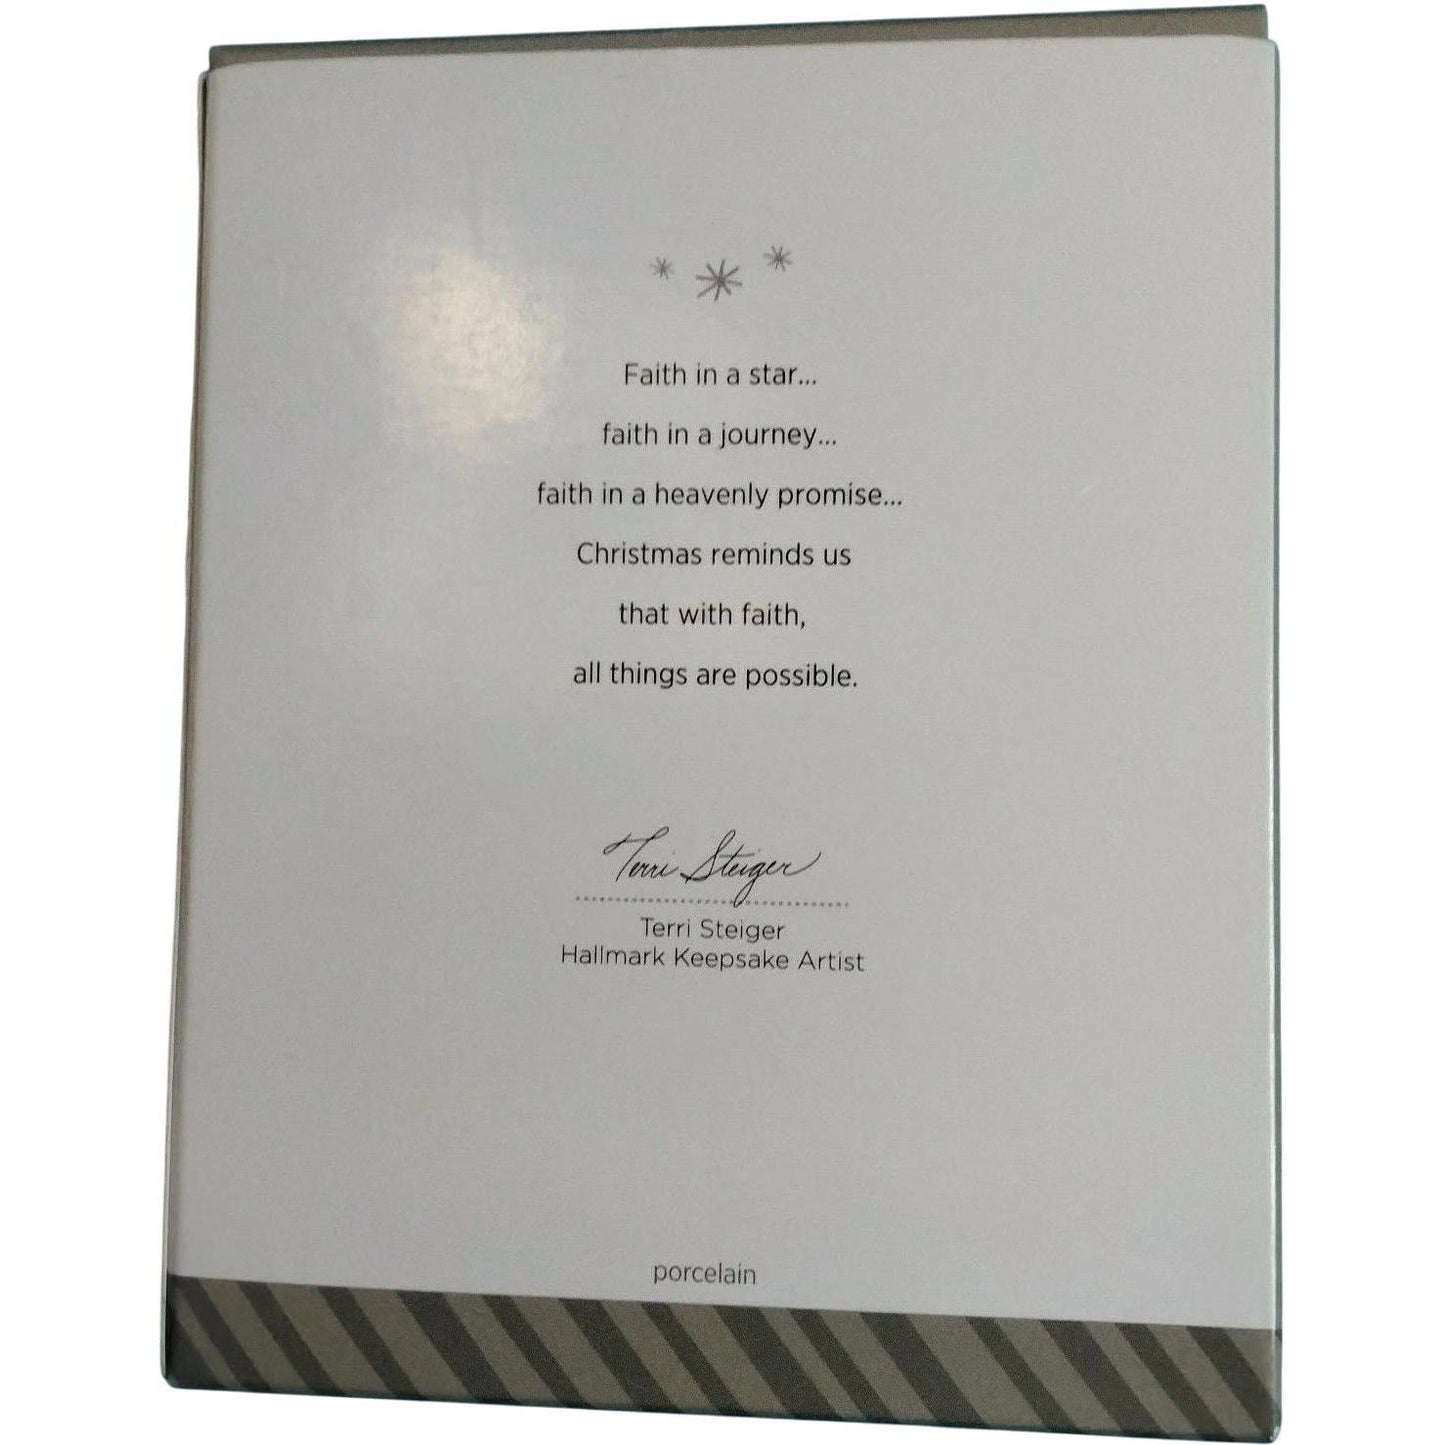 Faith in a star...
faith in a journey...
faith in a heavenly promise...
Christmas reminds us
that with faith,
all things are possible.
Terri Steiger
Terri Steiger
Hallmark Keepsake Artist
porcelain